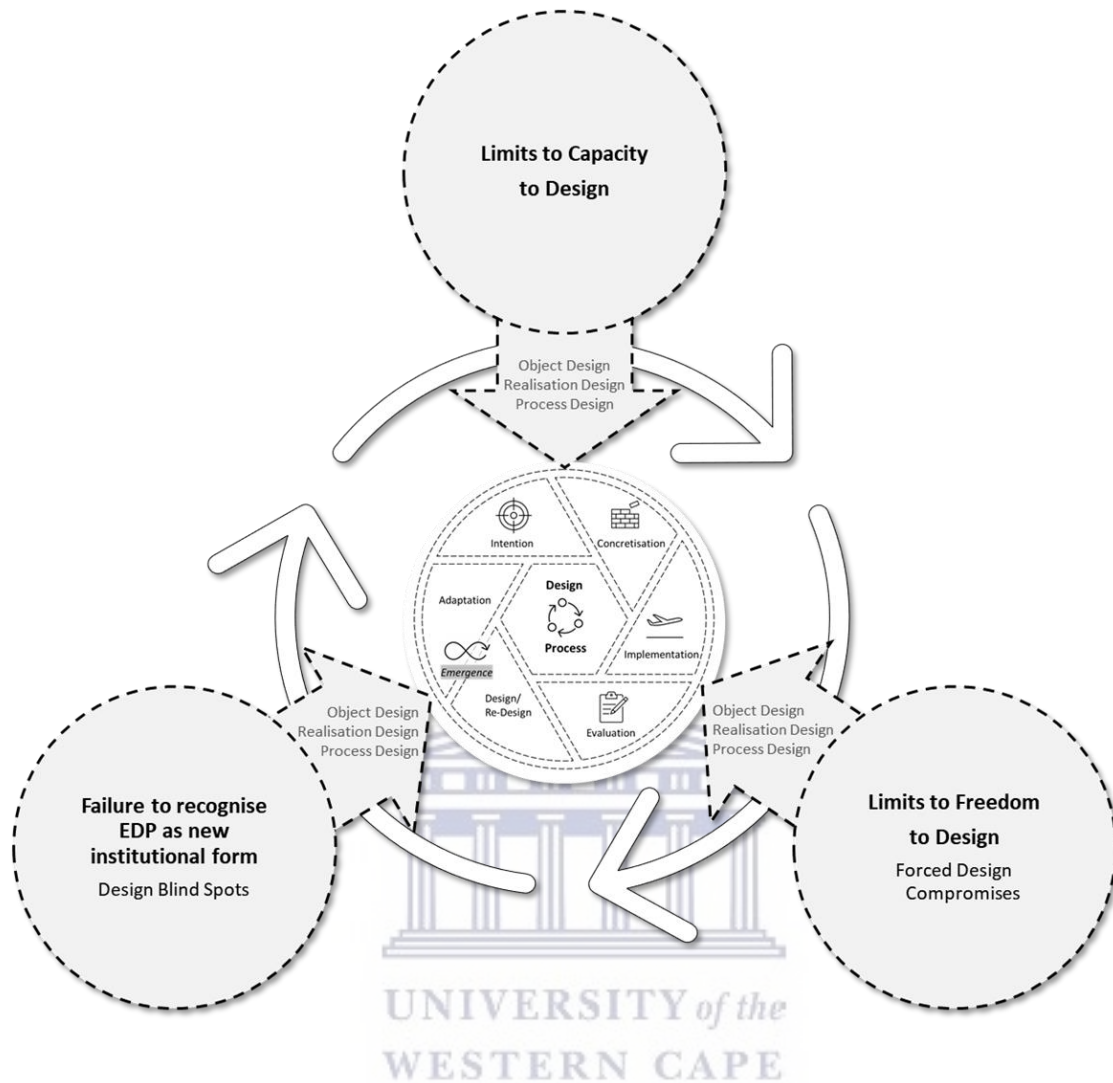 Limits to Capacity
to Design
Object Design
Realisation Design
Process Design
Intention
Concretisation
Adaptation
Design
Process
Emergence
Implementation
Design/
Re-Design
Evaluation
Object Design
Realisation Design
Process Design
Object Design
Realisation Design
Process Design
Failure to recognise
EDP as new
institutional form
Design Blind Spots
Limits to Freedom
to Design
Forced Design
Compromises
UNIVERSITY of the
WESTERN CAPE